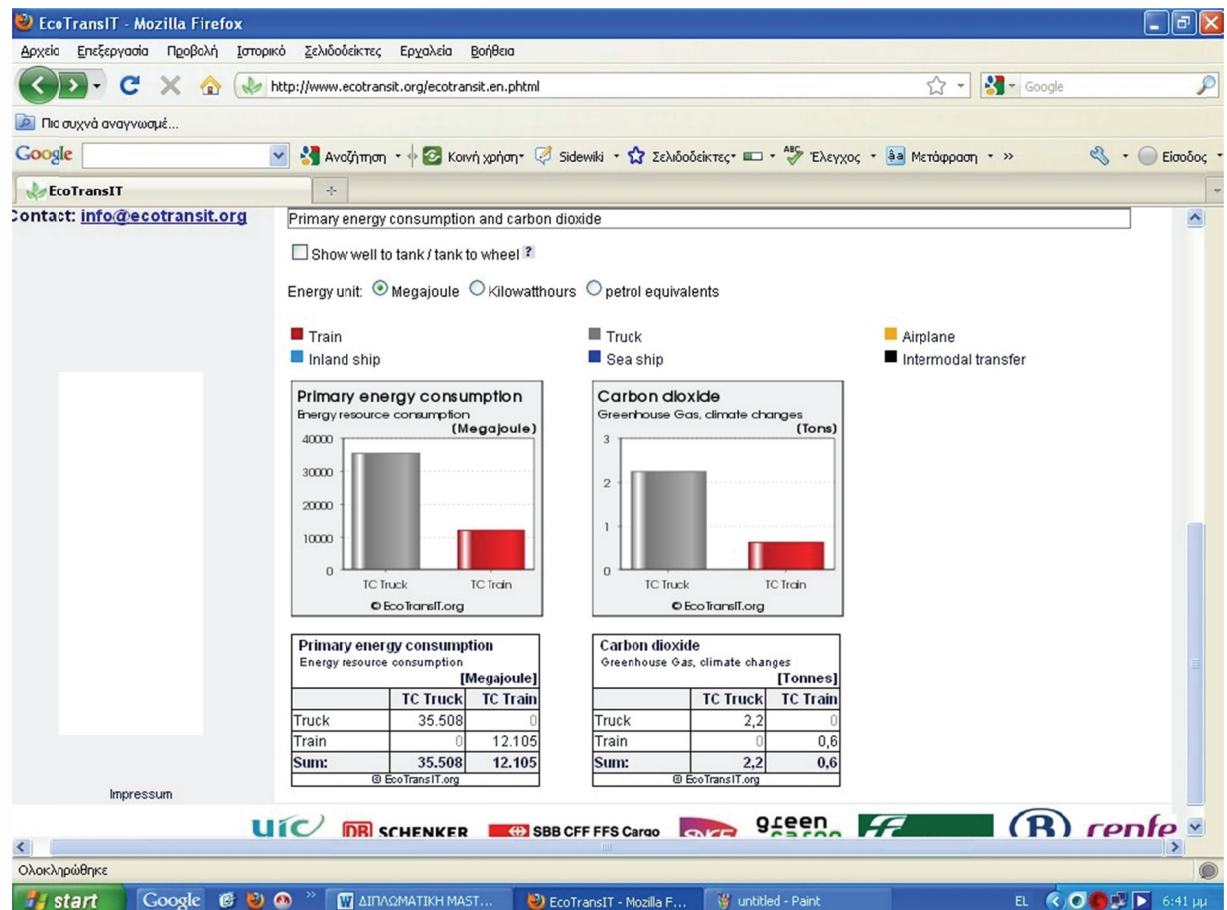 EcoTransIT - Mozilla Firefox
Αρχείο Επεξεργασία Προβολή Ιστορικό Σελιδοδείκτες Εργαλεία Βοήθεια
http://www.ecotransit.org/ecotransit.en.phtml Google
Πιο συχνά αναγνωσμέ...
Google Αναζήτηση Κοινή χρήση Sidewiki Σελιδοδείκτες ABC Έλεγχος âa Μετάφραση » Είσοδος
EcoTransIT
Contact: info@ecotransit.org
Primary energy consumption and carbon dioxide
Show well to tank / tank to wheel ?
Energy unit: Megajoule Kilowatthours petrol equivalents
Train Truck Airplane
Inland ship Sea ship Intermodal transfer
Primary energy consumption
Energy resource consumption
(Megajoule)
40000
30000
20000
10000
0
TC Truck TC Train
© EcoTransIT.org
Carbon dioxide
Greenhouse Gas, climate changes
(Tons)
3
2
1
0
TC Truck TC Train
© EcoTransIT.org
Primary energy consumption
Energy resource consumption
[Megajoule]
TC Truck TC Train
Truck 35.508 0
Train 0 12.105
Sum: 35.508 12.105
© EcoTransIT.org
Carbon dioxide
Greenhouse Gas, climate changes
[Tonnes]
TC Truck TC Train
Truck 2,2 0
Train 0 0,6
Sum: 2,2 0,6
© EcoTransIT.org
Impressum
uic DB SCHENKER SBB CFF FFS Cargo SNCF green cargo R renfe
Ολοκληρώθηκε
start Google » ΔΙΠΛΩΜΑΤΙΚΗ MAST... EcoTransIT - Mozilla F... untitled - Paint EL 6:41 μμ